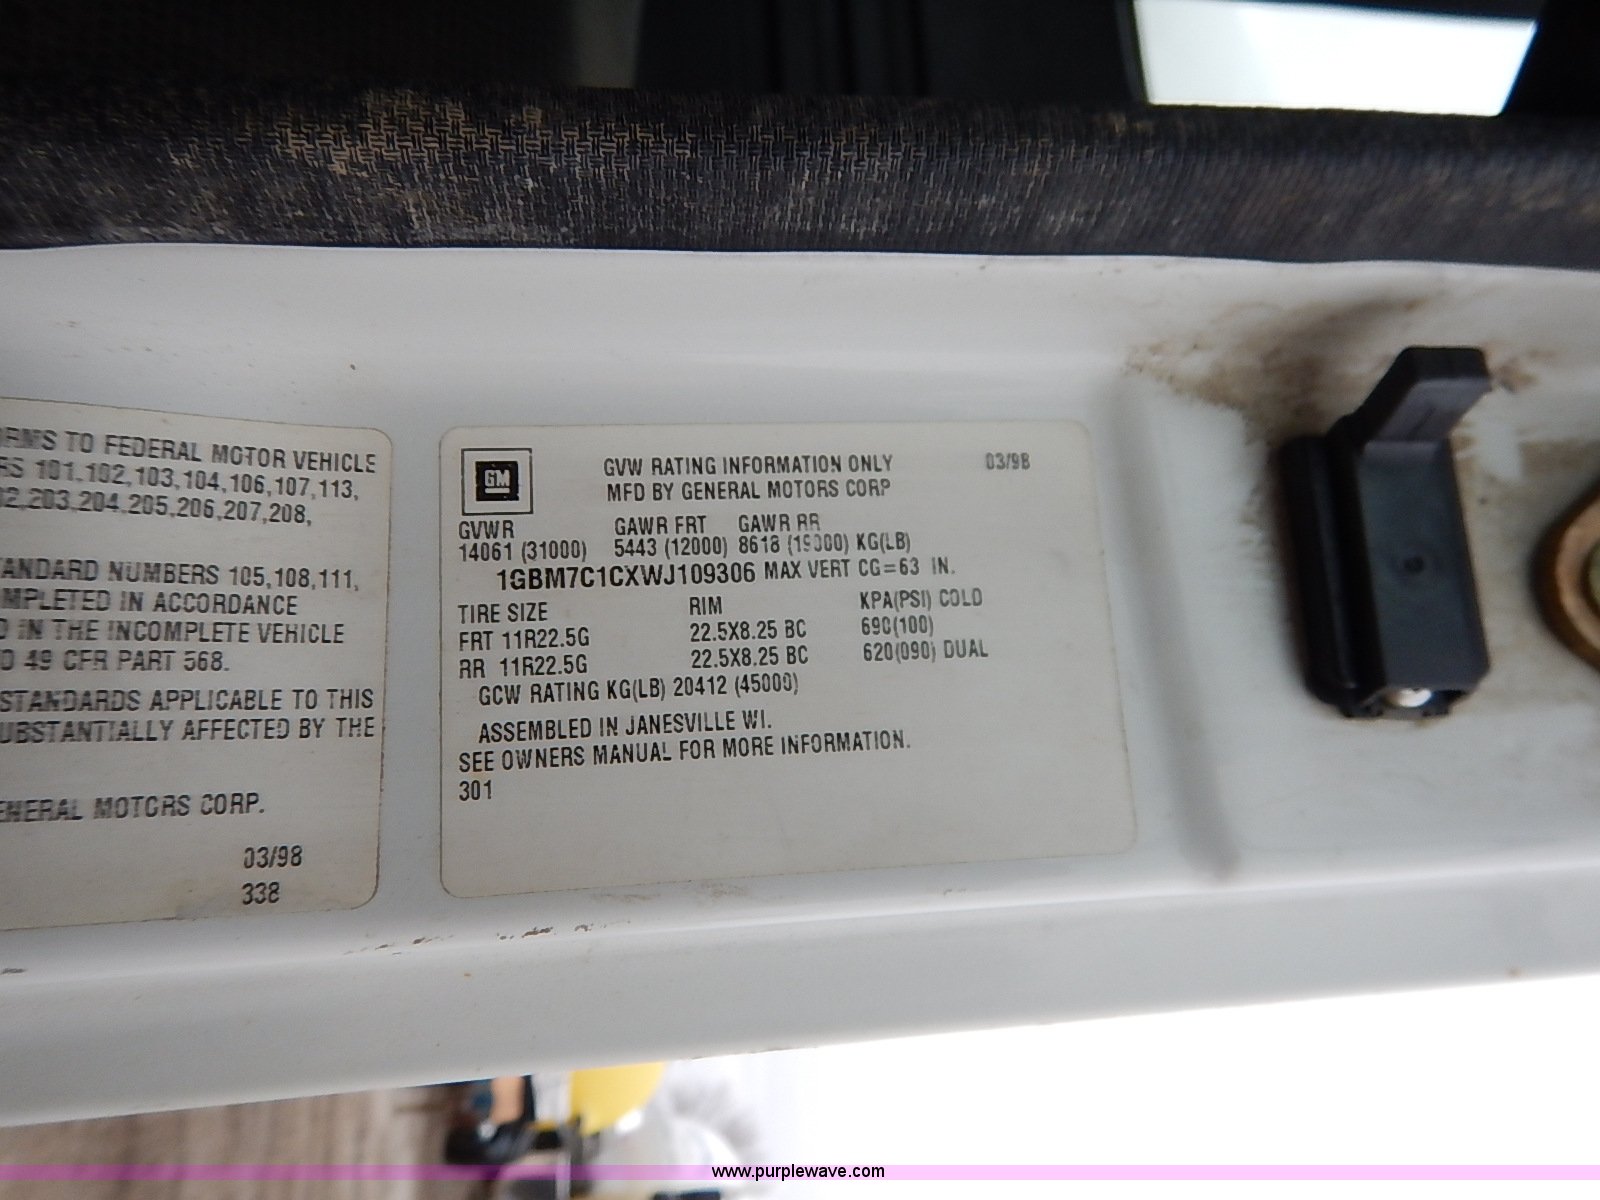 TO FEDERAL MOTOR VEHICLE
101,102,103,104,106,107,113,
203,204,205,206,207,208,
NUMBERS 105,108,111,
IN ACCORDANCE
IN THE INCOMPLETE VEHICLE
49 CFR PART 568.
STANDARDS APPLICABLE TO THIS
AFFECTED BY THE
MOTORS CORP.
03/98
338
GM
GVW RATING INFORMATION ONLY 03/98
MFD BY GENERAL MOTORS CORP
GVWR GAWR FRT GAWR RR
14061 (31000) 5443 (12000) 8618 (19000) KG(LB)
1GBM7C1CXWJ109306 MAX VERT CG=63 IN.
TIRE SIZE RIM KPA(PSI) COLD
FRT 11R22.5G 22.5X8.25 BC 690(100)
RR 11R22.5G 22.5X8.25 BC 620(090) DUAL
GCW RATING KG(LB) 20412 (45000)
ASSEMBLED IN JANESVILLE WI.
SEE OWNERS MANUAL FOR MORE INFORMATION.
301
www.purplewave.com